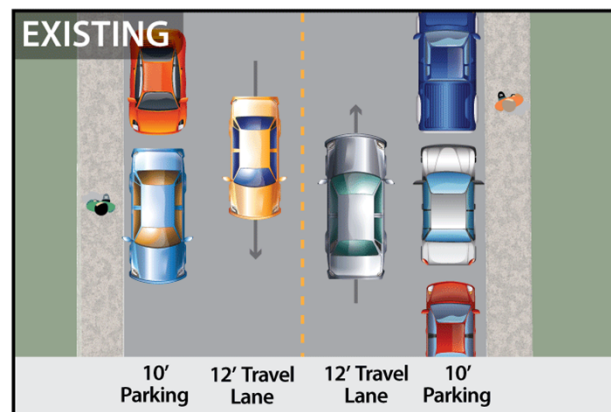 EXISTING
10’
Parking
12’ Travel
Lane
12’ Travel
Lane
10’
Parking